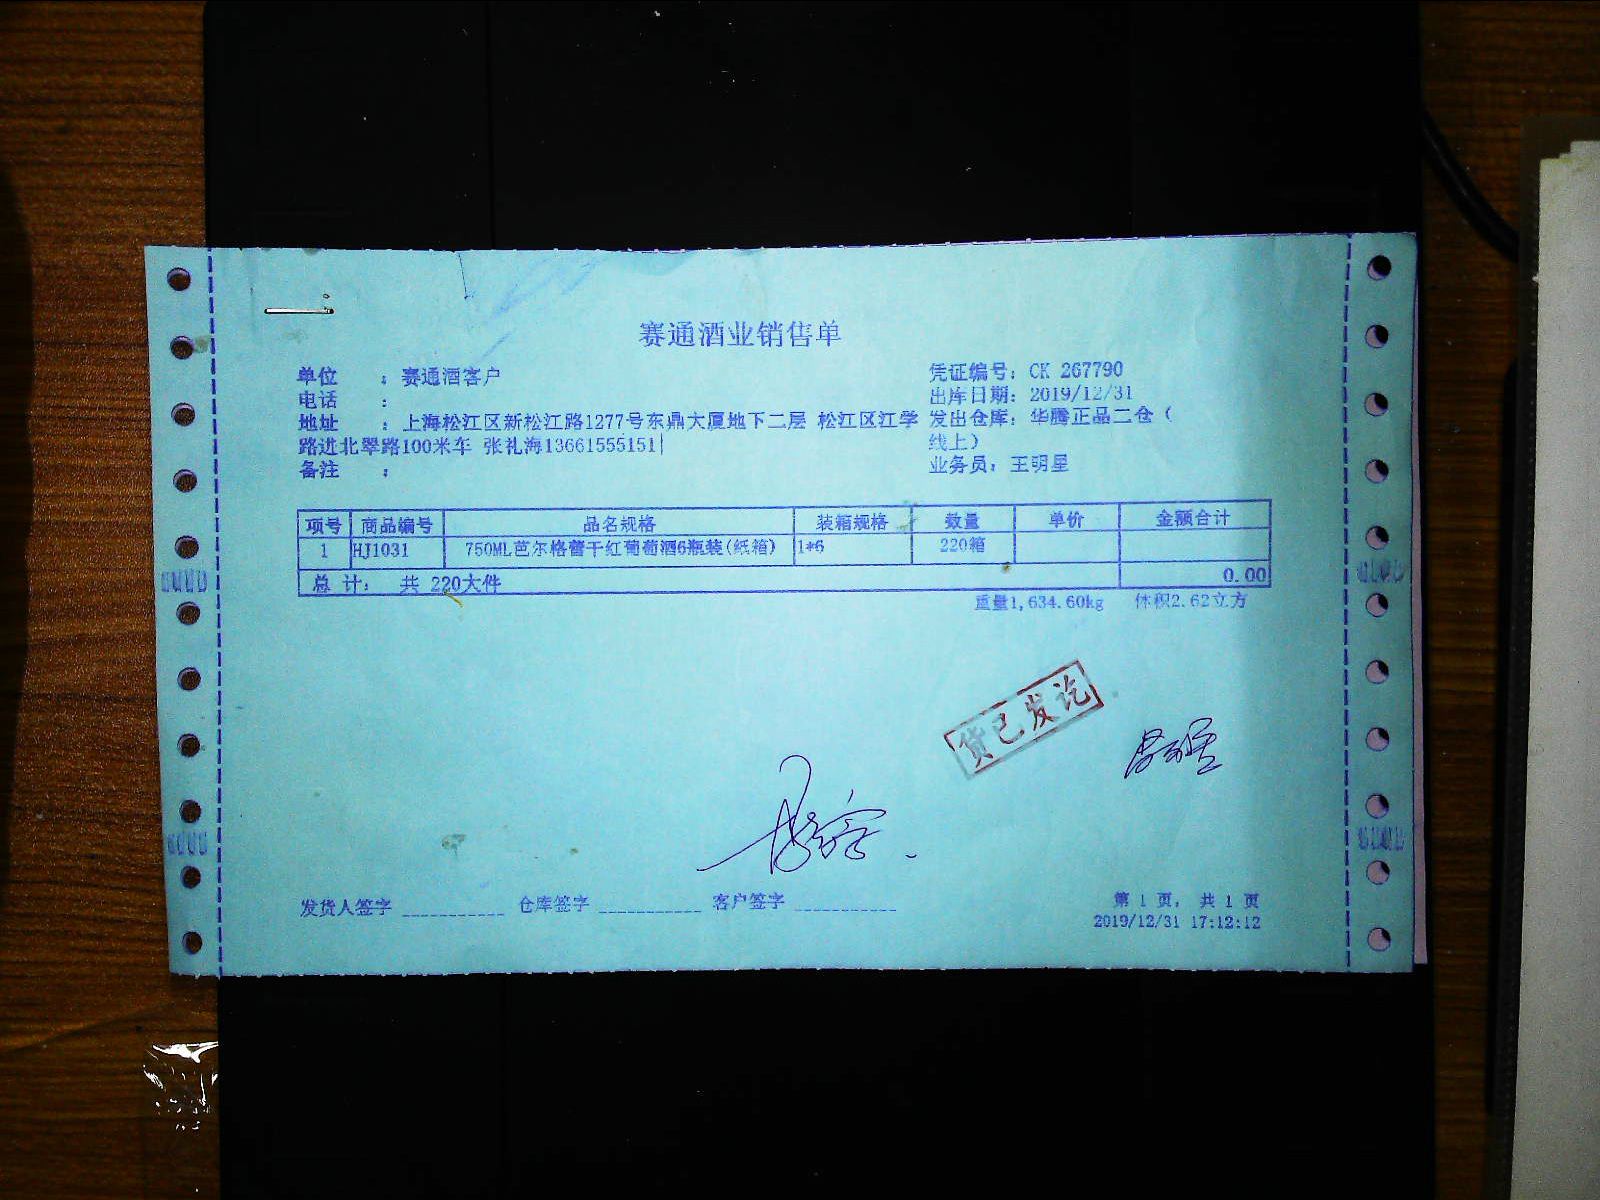 赛通酒业销售单
单位 ：赛通酒客户
凭证编号：CK 267790
电话 ：
出库日期：2019/12/31
地址 ：上海松江区新松江路1277号东鼎大厦地下二层 松江区江学
发出仓库：华腾正品二仓（
路进北翠路100米车 张礼海13661555151|
线上）
备注 ：
业务员：王明星
项号 商品编号 品名规格 装箱规格 数量 单价 金额合计
1 HJ1031 750ML芭尔格蕾干红葡萄酒6瓶装(纸箱) 1*6 220箱
总 计： 共 220大件 0.00
重量1,634.60kg 体积2.62立方
货已发讫
发货人签字 仓库签字 客户签字
第 1 页， 共 1 页
2019/12/31 17:12:12